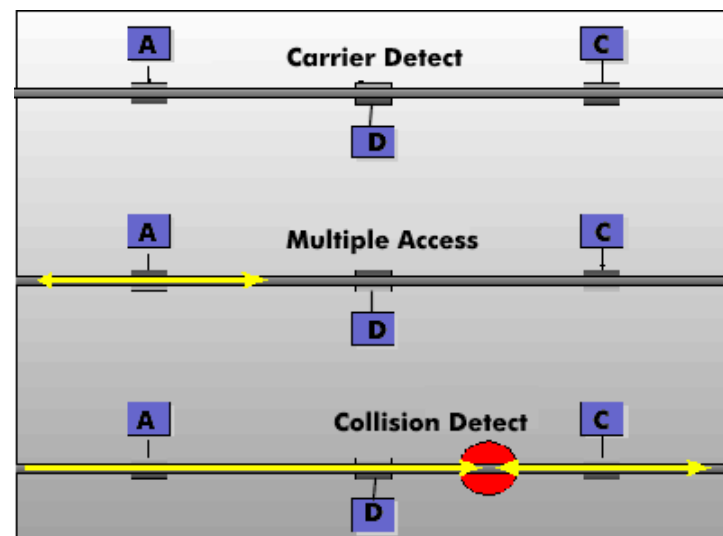 A
Carrier Detect
C
D
A
Multiple Access
C
D
A
Collision Detect
C
D